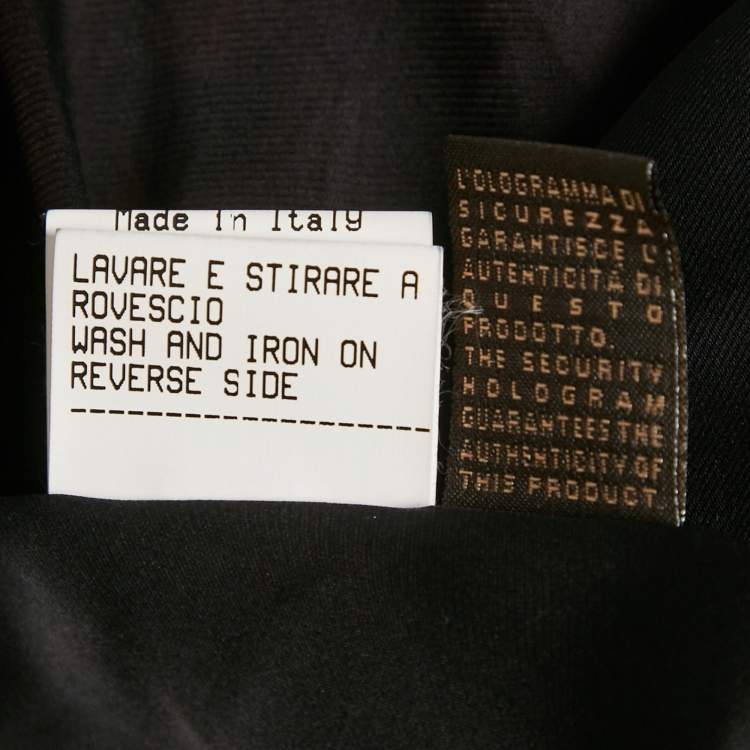 Made in Italy
LAVARE E STIRARE A
ROVESCIO
WASH AND IRON ON
REVERSE SIDE
L'OLOGRAMMA DI
SICUREZZA
GARANTISCE L'
AUTENTICITÀ DI
QUESTO
PRODOTTO.
THE SECURITY
HOLOGRAM
GUARANTEES THE
AUTHENTICITY OF
THIS PRODUCT